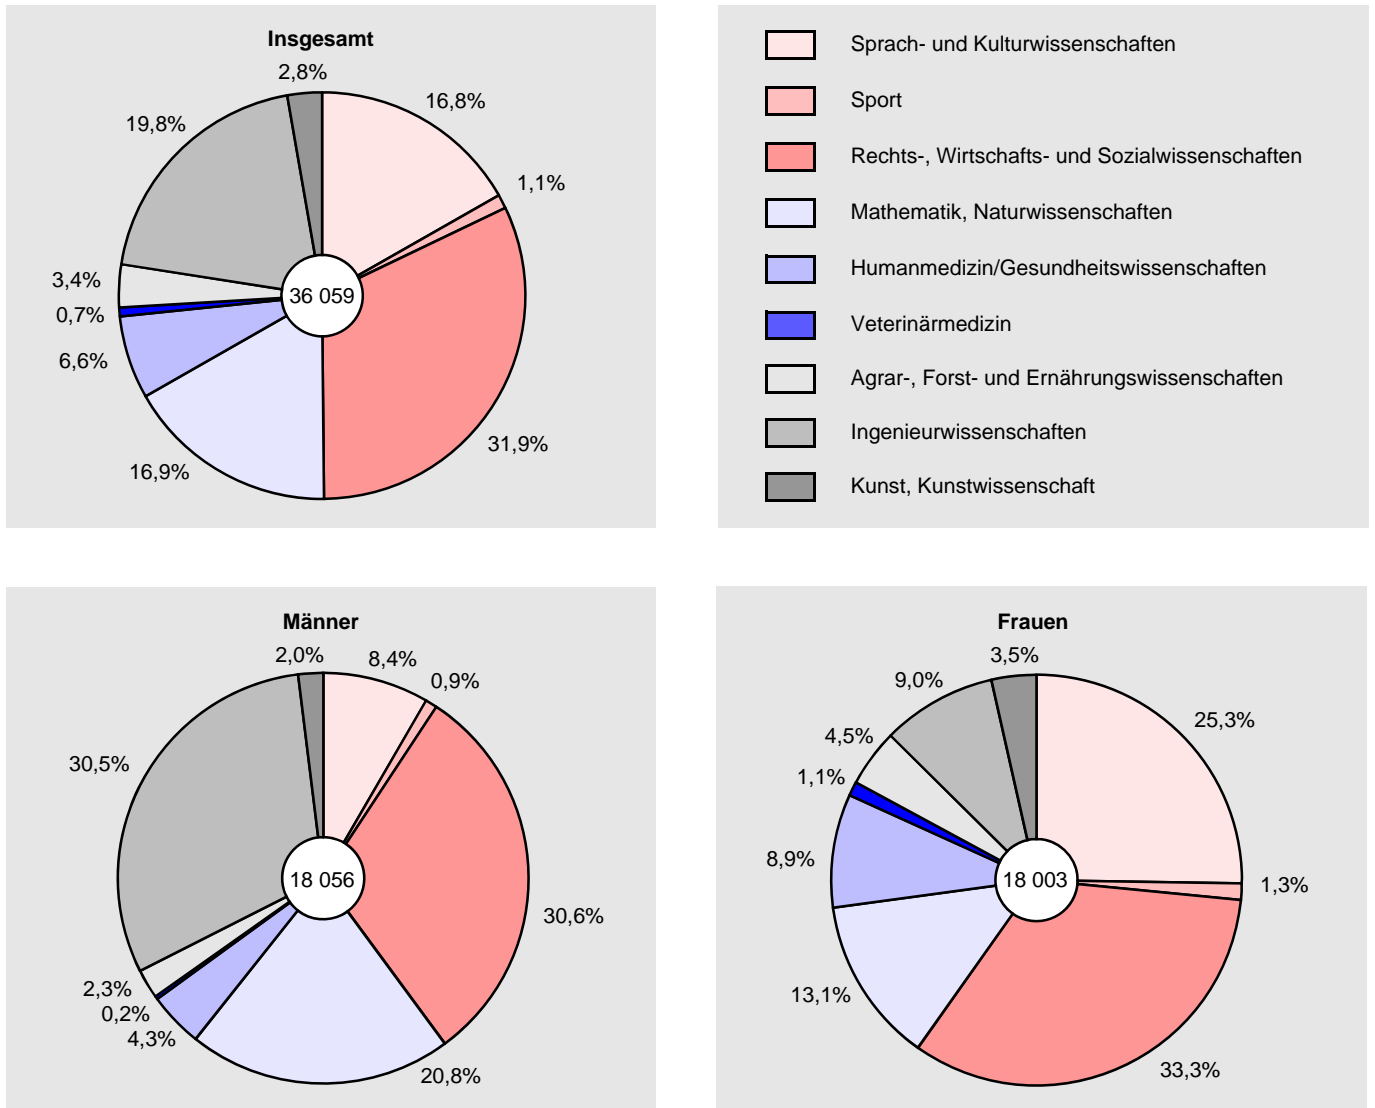 Insgesamt
2,8%
16,8%
19,8%
1,1%
3,4%
36 059
0,7%
6,6%
31,9%
16,9%
Sprach- und Kulturwissenschaften
Sport
Rechts-, Wirtschafts- und Sozialwissenschaften
Mathematik, Naturwissenschaften
Humanmedizin/Gesundheitswissenschaften
Veterinärmedizin
Agrar-, Forst- und Ernährungswissenschaften
Ingenieurwissenschaften
Kunst, Kunstwissenschaft
Männer
2,0%
8,4%
0,9%
30,5%
18 056
30,6%
2,3%
0,2%
4,3%
20,8%
Frauen
3,5%
9,0%
25,3%
4,5%
1,1%
8,9%
18 003
1,3%
13,1%
33,3%